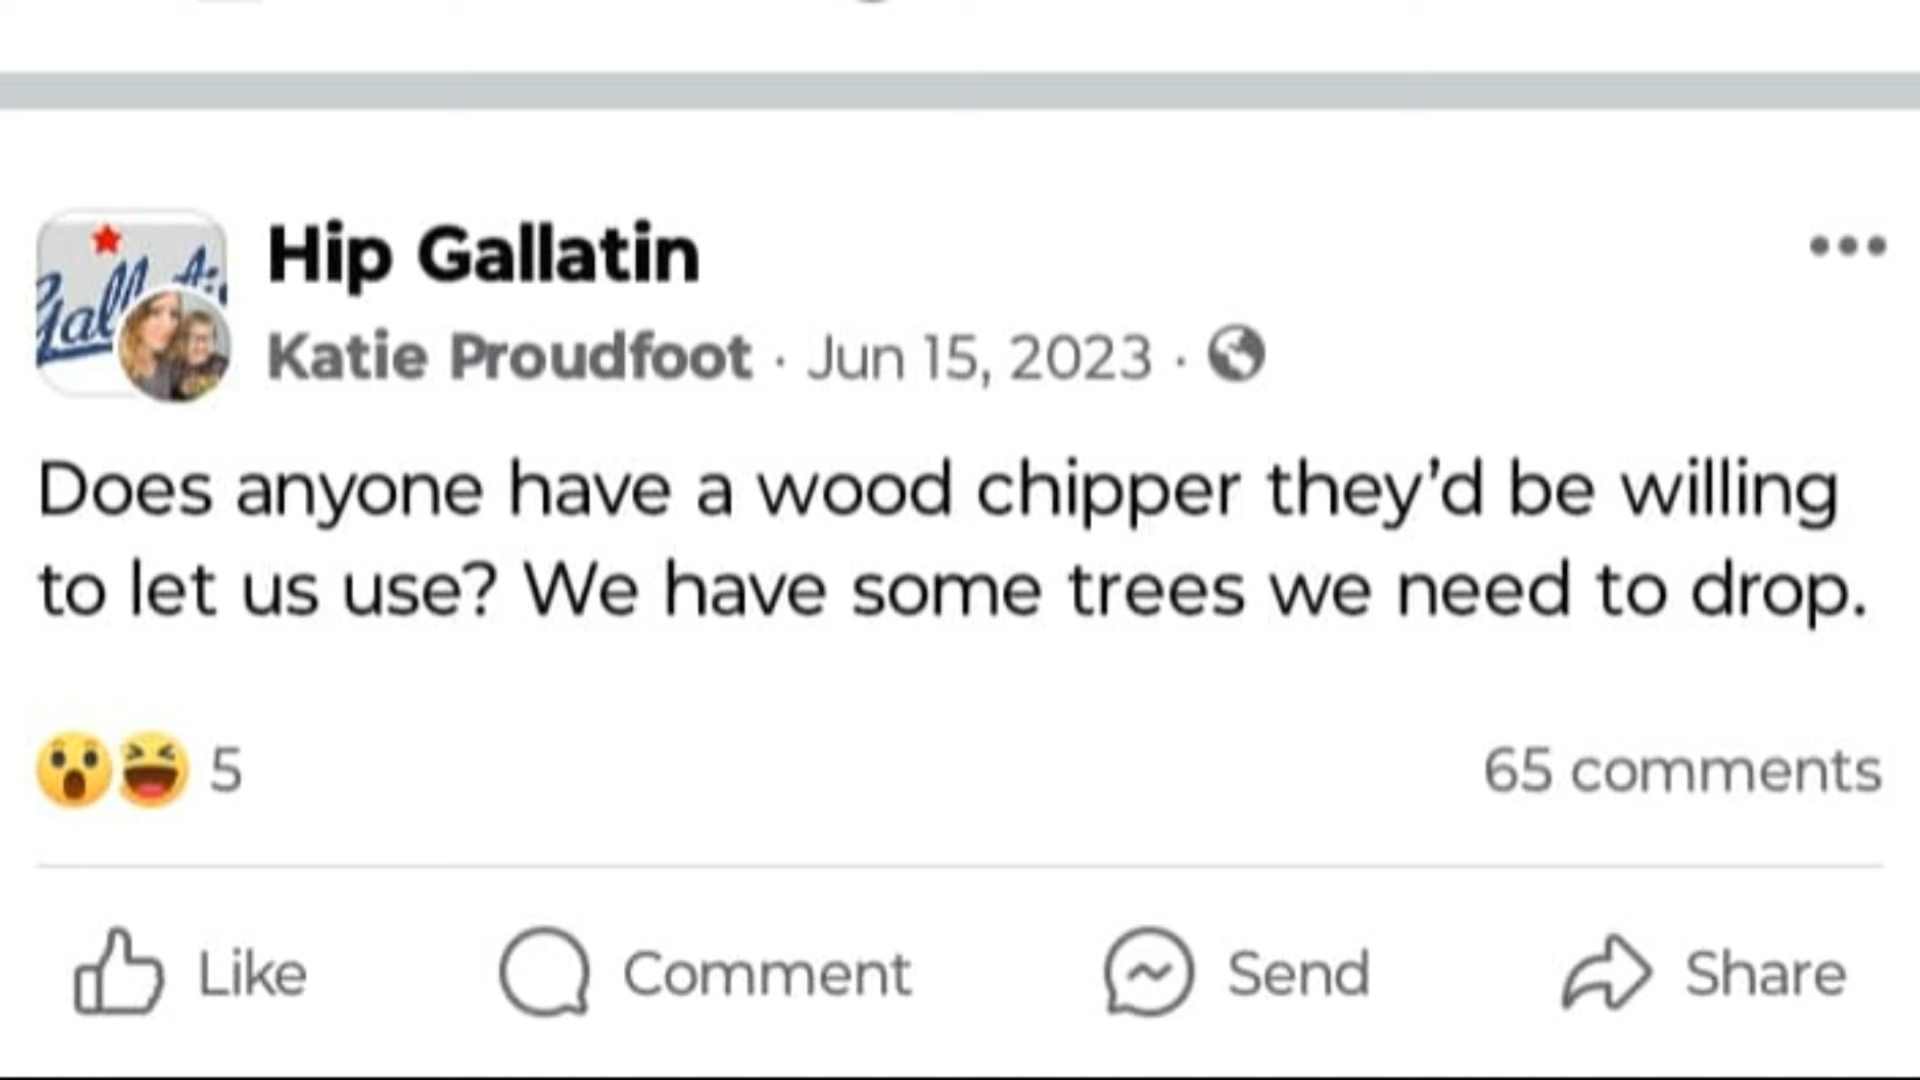 Hip Gallatin
Katie Proudfoot · Jun 15, 2023 ·
Does anyone have a wood chipper they’d be willing
to let us use? We have some trees we need to drop.
5
65 comments
Like
Comment
Send
Share